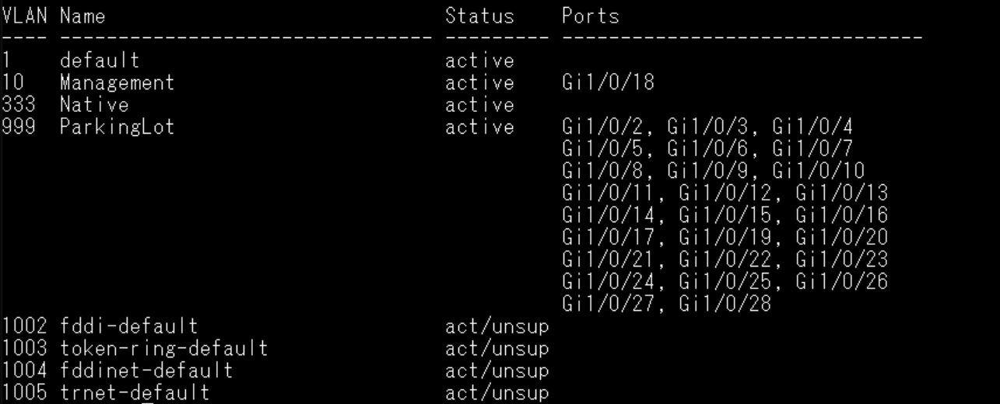 VLAN Name                             Status    Ports
---- -------------------------------- --------- -------------------------------
1    default                          active
10   Management                       active    Gi1/0/18
333  Native                           active
999  ParkingLot                       active    Gi1/0/2, Gi1/0/3, Gi1/0/4
                                                Gi1/0/5, Gi1/0/6, Gi1/0/7
                                                Gi1/0/8, Gi1/0/9, Gi1/0/10
                                                Gi1/0/11, Gi1/0/12, Gi1/0/13
                                                Gi1/0/14, Gi1/0/15, Gi1/0/16
                                                Gi1/0/17, Gi1/0/19, Gi1/0/20
                                                Gi1/0/21, Gi1/0/22, Gi1/0/23
                                                Gi1/0/24, Gi1/0/25, Gi1/0/26
                                                Gi1/0/27, Gi1/0/28
1002 fddi-default                     act/unsup
1003 token-ring-default               act/unsup
1004 fddinet-default                  act/unsup
1005 trnet-default                    act/unsup